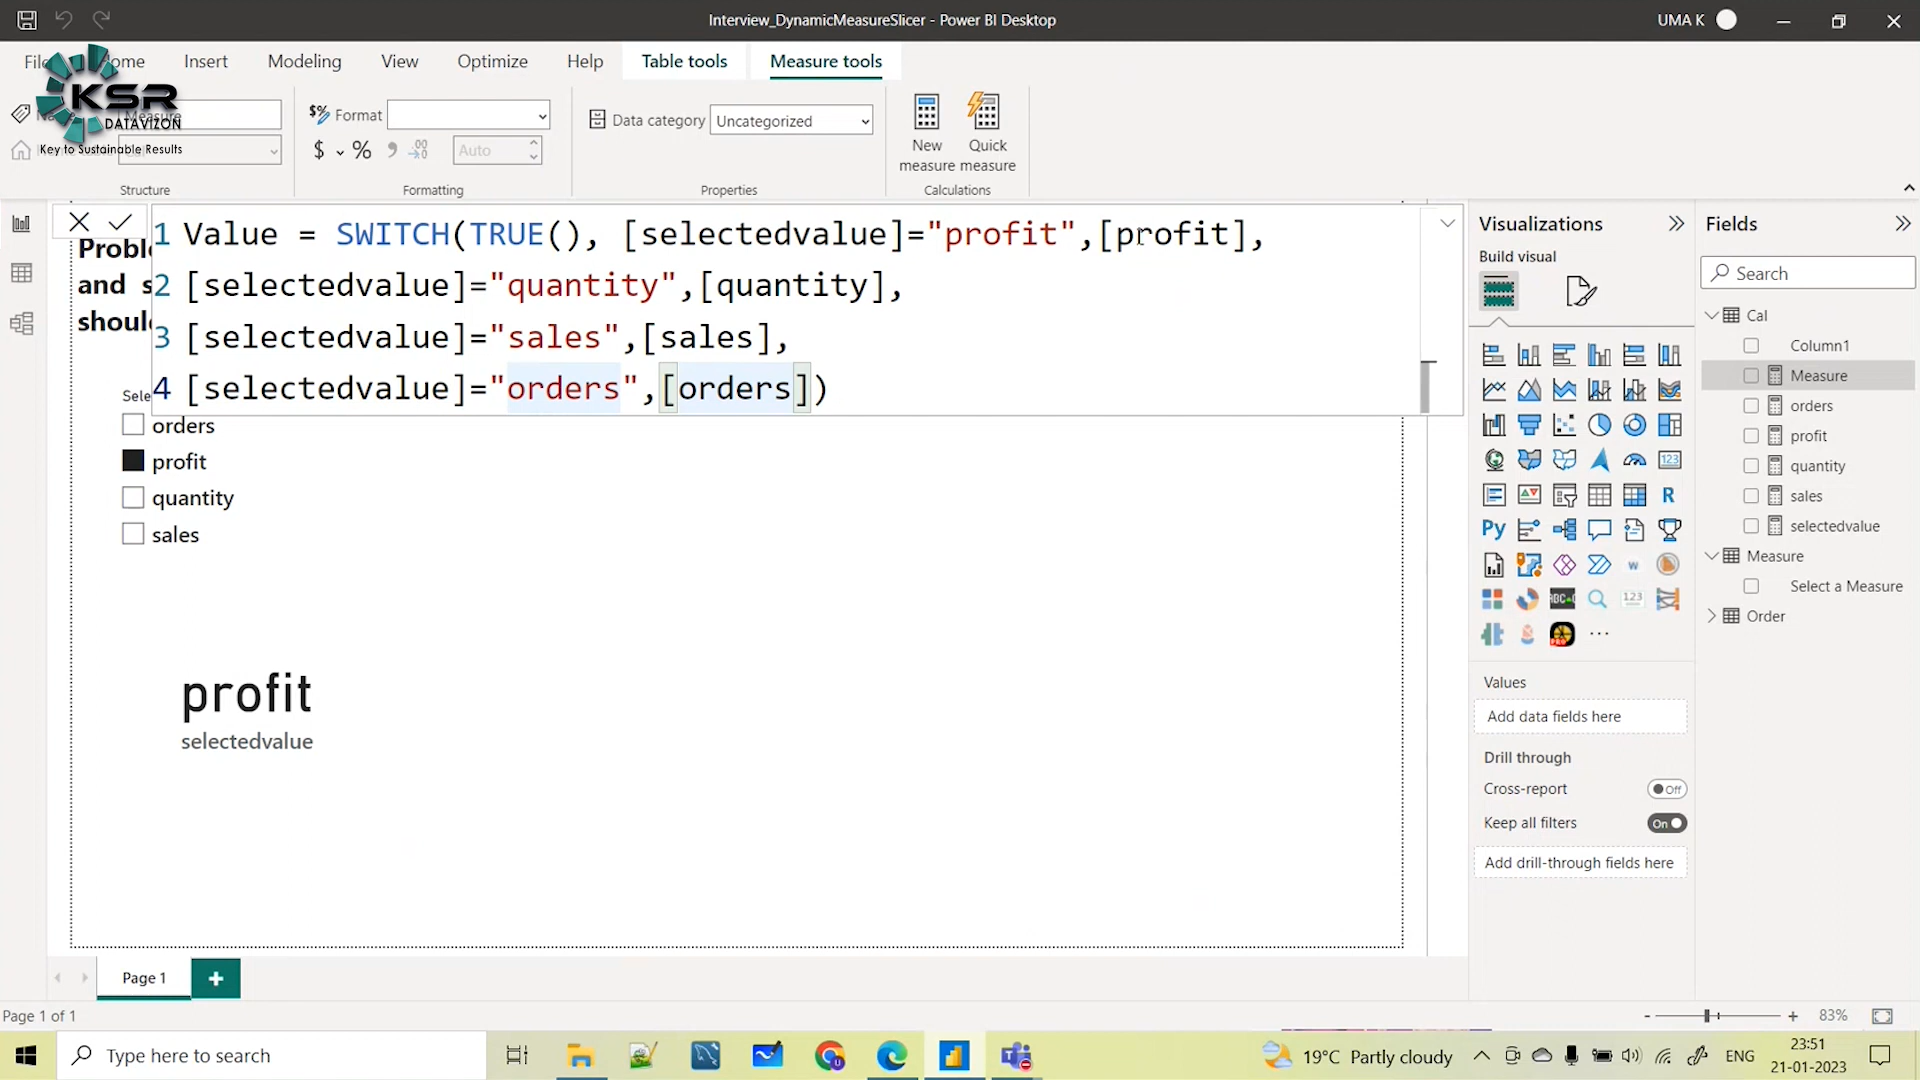 Interview_DynamicMeasureSlicer - Power BI Desktop
UMA K
Insert
Modeling
View
Optimize
Help
Table tools
Measure tools
KSR
DATAVIZON
Key to Sustainable Results
Measure
Format
Data category
Uncategorized
$ % Auto
New measure
Quick measure
Structure
Formatting
Properties
Calculations
1 Value = SWITCH(TRUE(), [selectedvalue]="profit",[profit],
2 [selectedvalue]="quantity",[quantity],
3 [selectedvalue]="sales",[sales],
4 [selectedvalue]="orders",[orders])
and s
orders
profit
quantity
sales
profit
selectedvalue
Visualizations
Build visual
R
Py
123
Values
Add data fields here
Drill through
Cross-report
Off
Keep all filters
On
Add drill-through fields here
Fields
Search
Cal
Column1
Measure
orders
profit
quantity
sales
selectedvalue
Measure
Select a Measure
Order
Page 1
Page 1 of 1
- + 83%
Type here to search
19°C Partly cloudy
ENG
23:51
21-01-2023